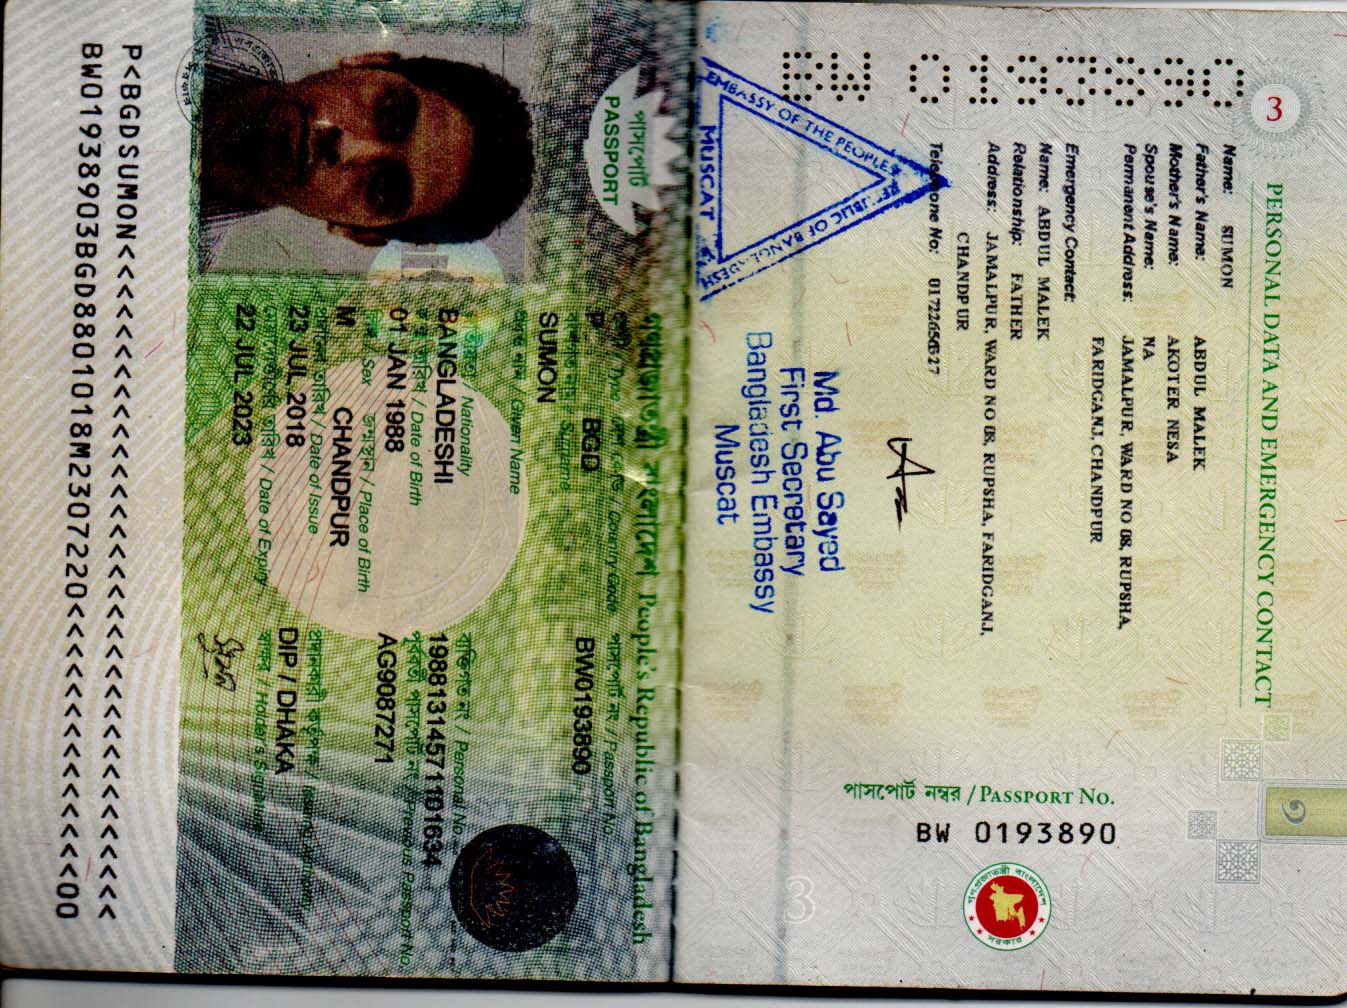 3
PERSONAL DATA AND EMERGENCY CONTACT
Name: SUMON
Father's Name: ABDUL MALEK
Mother's Name: AKOTER NESA
Spouse's Name: NA
Permanent Address: JAMALPUR, WARD NO 08, RUPSHA,
FARIDGANJ, CHANDPUR
Emergency Contact:
Name: ABDUL MALEK
Relationship: FATHER
Address: JAMALPUR, WARD NO 08, RUPSHA, FARIDGANJ,
CHANDPUR
Telephone No:
BW 0193890
EMBASSY OF THE PEOPLE'S REPUBLIC OF BANGLADESH
MUSCAT
Md Abu Sayed
First Secretary
Bangladesh Embassy
Muscat
পাসপোর্ট নম্বর / PASSPORT No.
BW 0193890
গণপ্রজাতন্ত্রী বাংলাদেশ
সরকার
3
গণপ্রজাতন্ত্রী বাংলাদেশ People's Republic of Bangladesh
পাসপোর্ট
PASSPORT
/ Type / Country code পাসপোর্ট নং / Passport No.
P BGD BW0193890
/ Surname
SUMON
/ Given Name
/ Nationality ব্যক্তিগত নং / Personal No.
BANGLADESHI 19881314571101634
জন্ম তারিখ / Date of Birth পূর্ববর্তী পাসপোর্ট নং / Previous Passport No.
01 JAN 1988 AG9087271
/ Sex জন্মস্থান / Place of Birth
M CHANDPUR
তারিখ / Date of Issue প্রদানকারী কর্তৃপক্ষ / Issuing Authority
23 JUL 2018 DIP / DHAKA
তারিখ / Date of Expiry / Holder's Signature
22 JUL 2023
P<BGDSUMON<<<<<<<<<<<<<<<<<<<<<<<<<<<<<<<<<<
BW01938903BGD8801018M2307220<<<<<<<<<<<<<<00